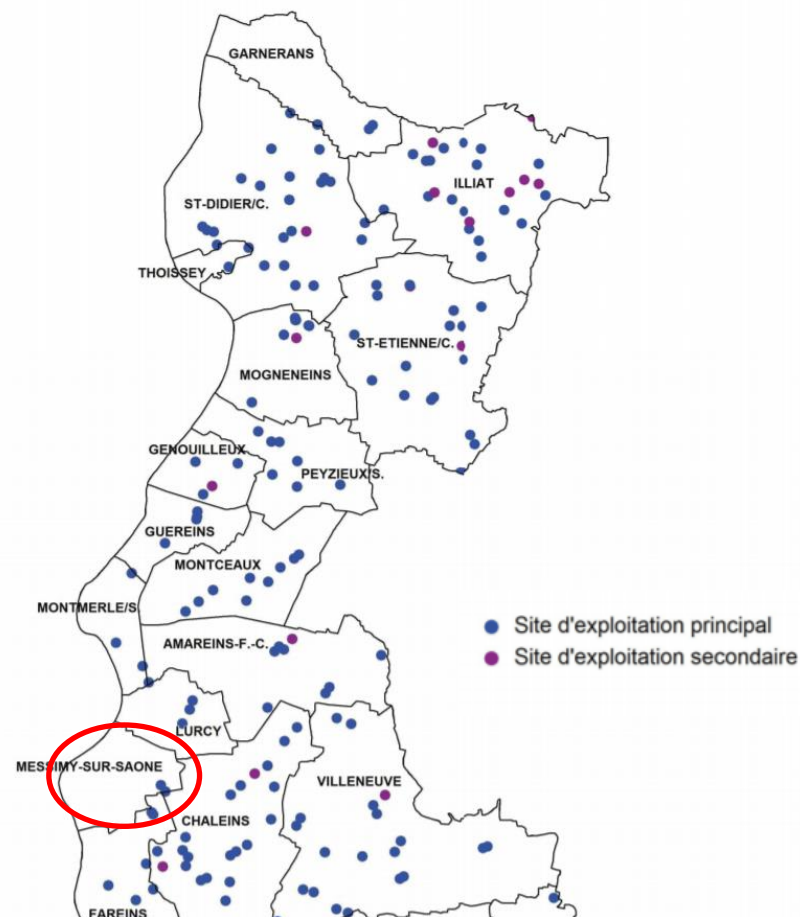 GARNERANS
ILLIAT
ST-DIDIER/C.
THOISSEY
ST-ETIENNE/C.
MOGNENEINS
GENOUILLEUX
PEYZIEUX/S.
GUEREINS
MONTCEAUX
MONTMERLE/S
Site d'exploitation principal
AMAREINS-F.-C.
Site d'exploitation secondaire
LURCY
MESSIMY-SUR-SAONE
VILLENEUVE
CHALEINS
FAREINS